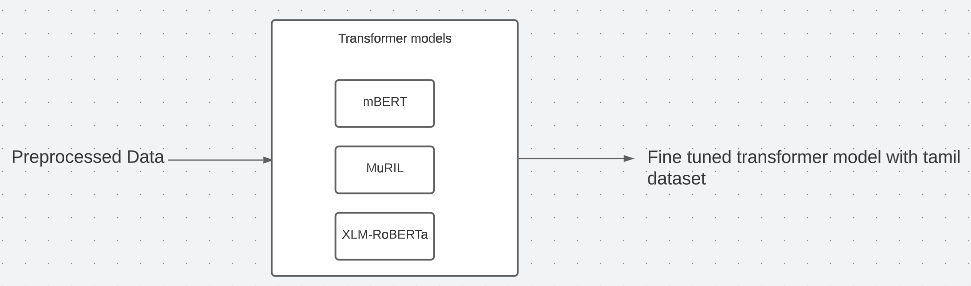 Transformer models
mBERT
MuRIL
XLM-RoBERTa
Preprocessed Data
Fine tuned transformer model with tamil
dataset